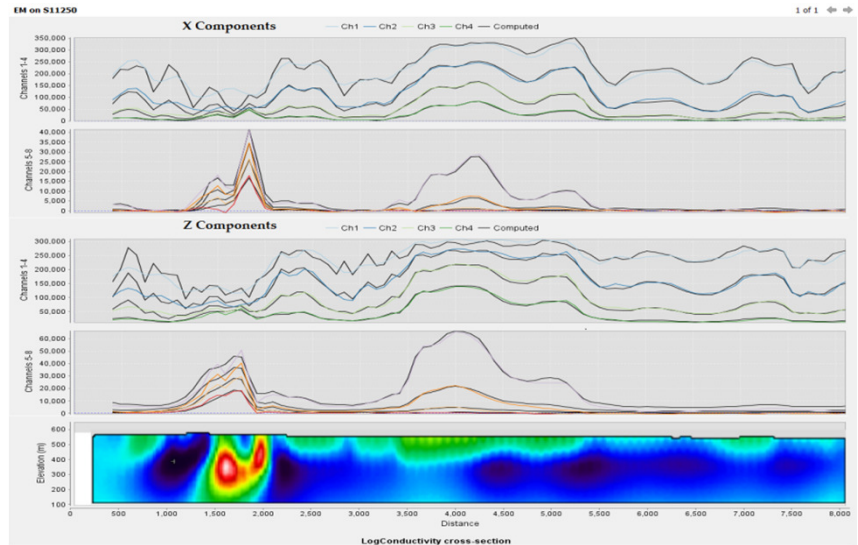 EM on S11250
1 of 1
X Components
Ch1 Ch2 Ch3 Ch4 Computed
Channels 1-4
350,000
300,000
250,000
200,000
150,000
100,000
50,000
0
Channels 5-8
40,000
35,000
30,000
25,000
20,000
15,000
10,000
5,000
0
Z Components
Ch1 Ch2 Ch3 Ch4 Computed
Channels 1-4
300,000
250,000
200,000
150,000
100,000
50,000
Channels 5-8
60,000
50,000
40,000
30,000
20,000
10,000
0
Elevation (m)
600
500
400
300
200
100
0 500 1,000 1,500 2,000 2,500 3,000 3,500 4,000 4,500 5,000 5,500 6,000 6,500 7,000 7,500 8,000
Distance
LogConductivity cross-section